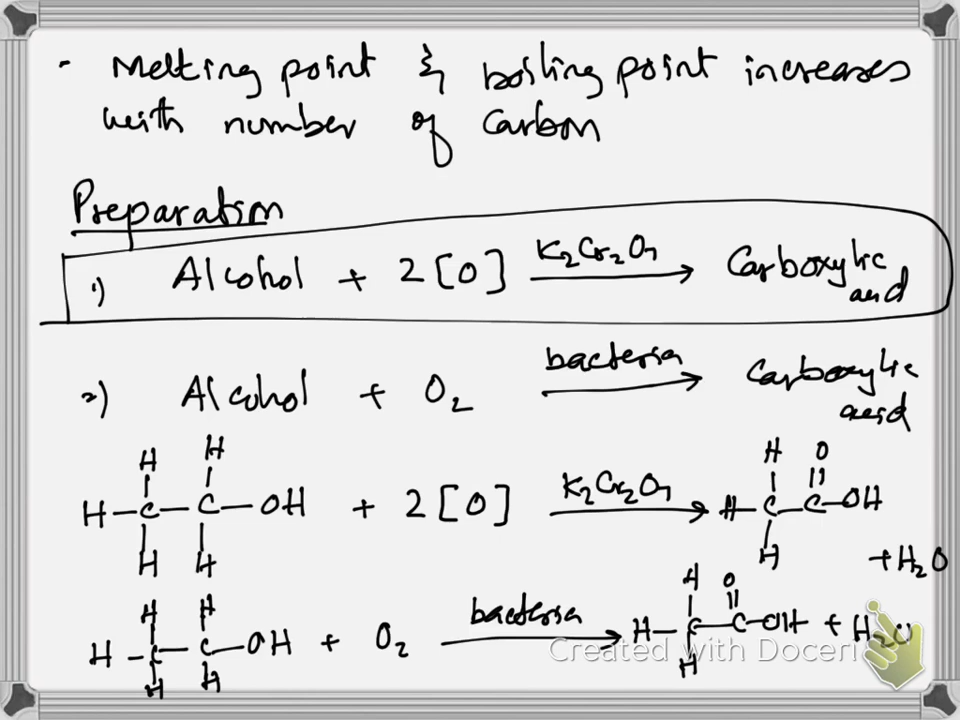 - Melting point & boiling point increases
with number of Carbon
Preparation
1) Alcohol + 2 [O] K2Cr2O7 → Carboxylic acid
2) Alcohol + O2 bacteria → Carboxylic acid
H H H O
H-C-C-OH + 2 [O] K2Cr2O7 → H-C-C-OH
H H H + H2O
H H H O
H-C-C-OH + O2 bacteria → H-C-C-OH + H2O
H H H
Created with Doceri